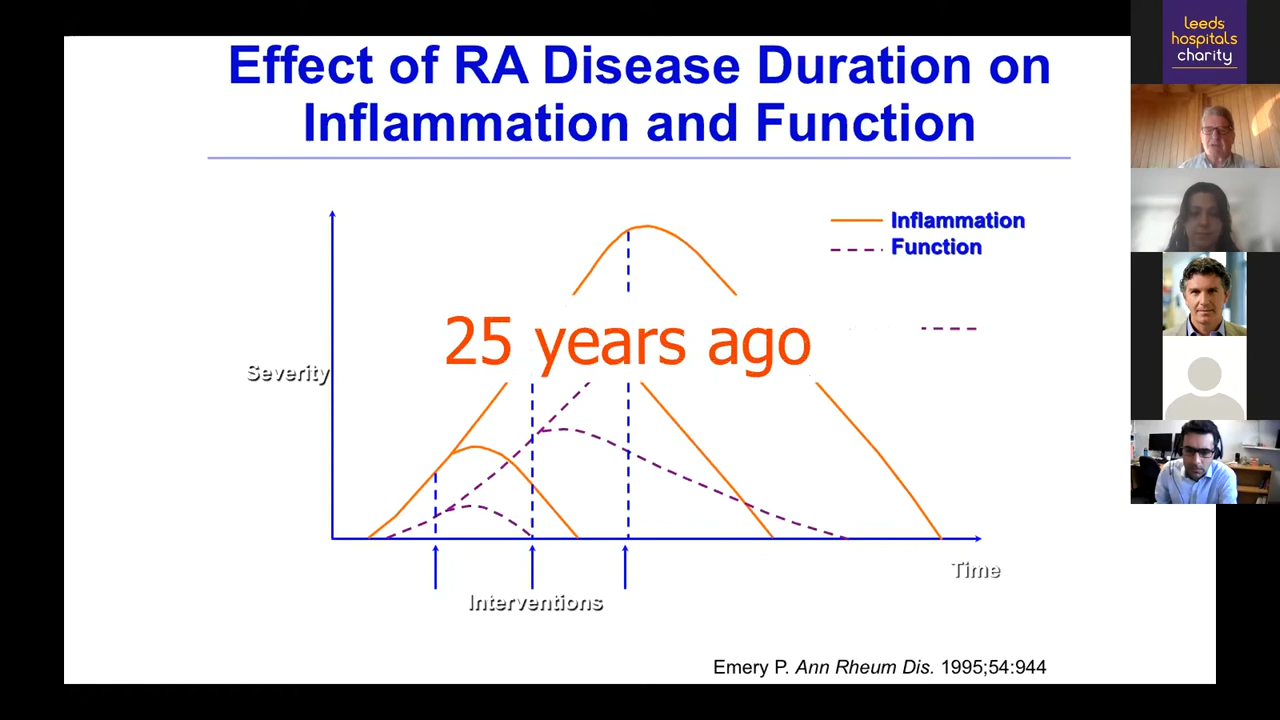 Effect of RA Disease Duration on
Inflammation and Function
Inflammation
Function
25 years ago
Severity
Time
Interventions
Emery P. Ann Rheum Dis. 1995;54:944
leeds
hospitals
charity